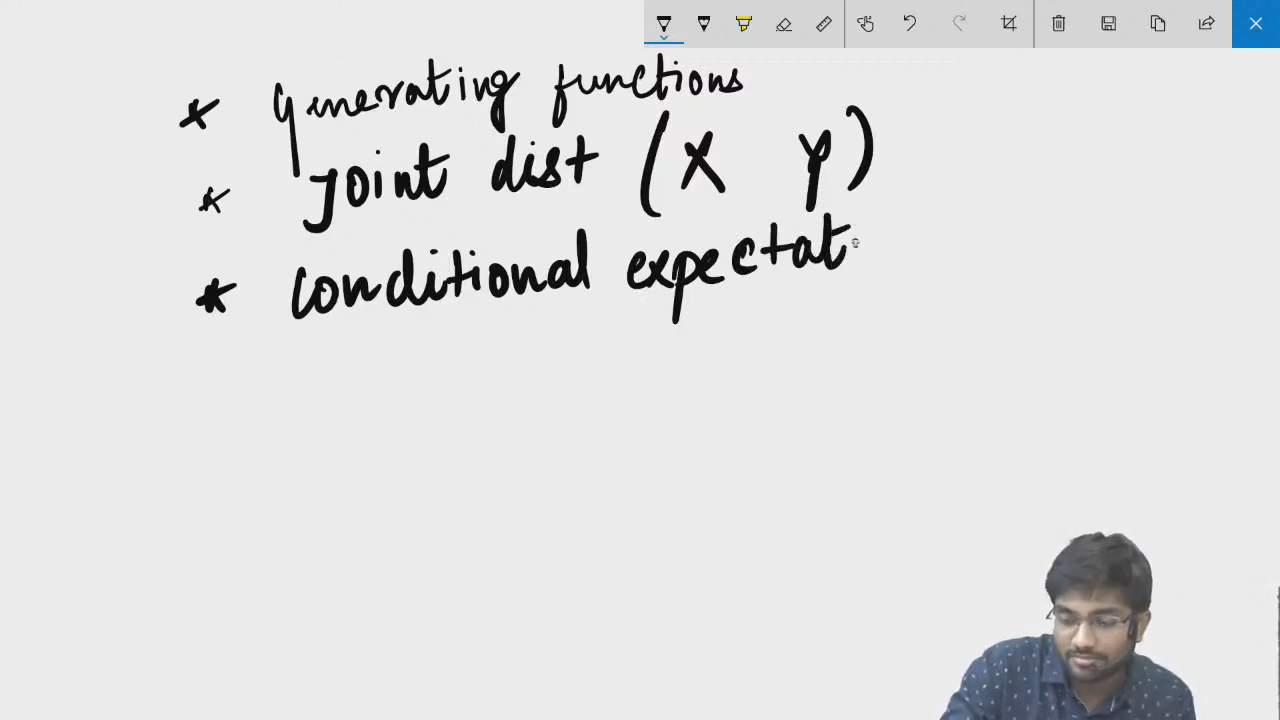 * Generating functions
* Joint dist (X Y)
* Conditional expectat